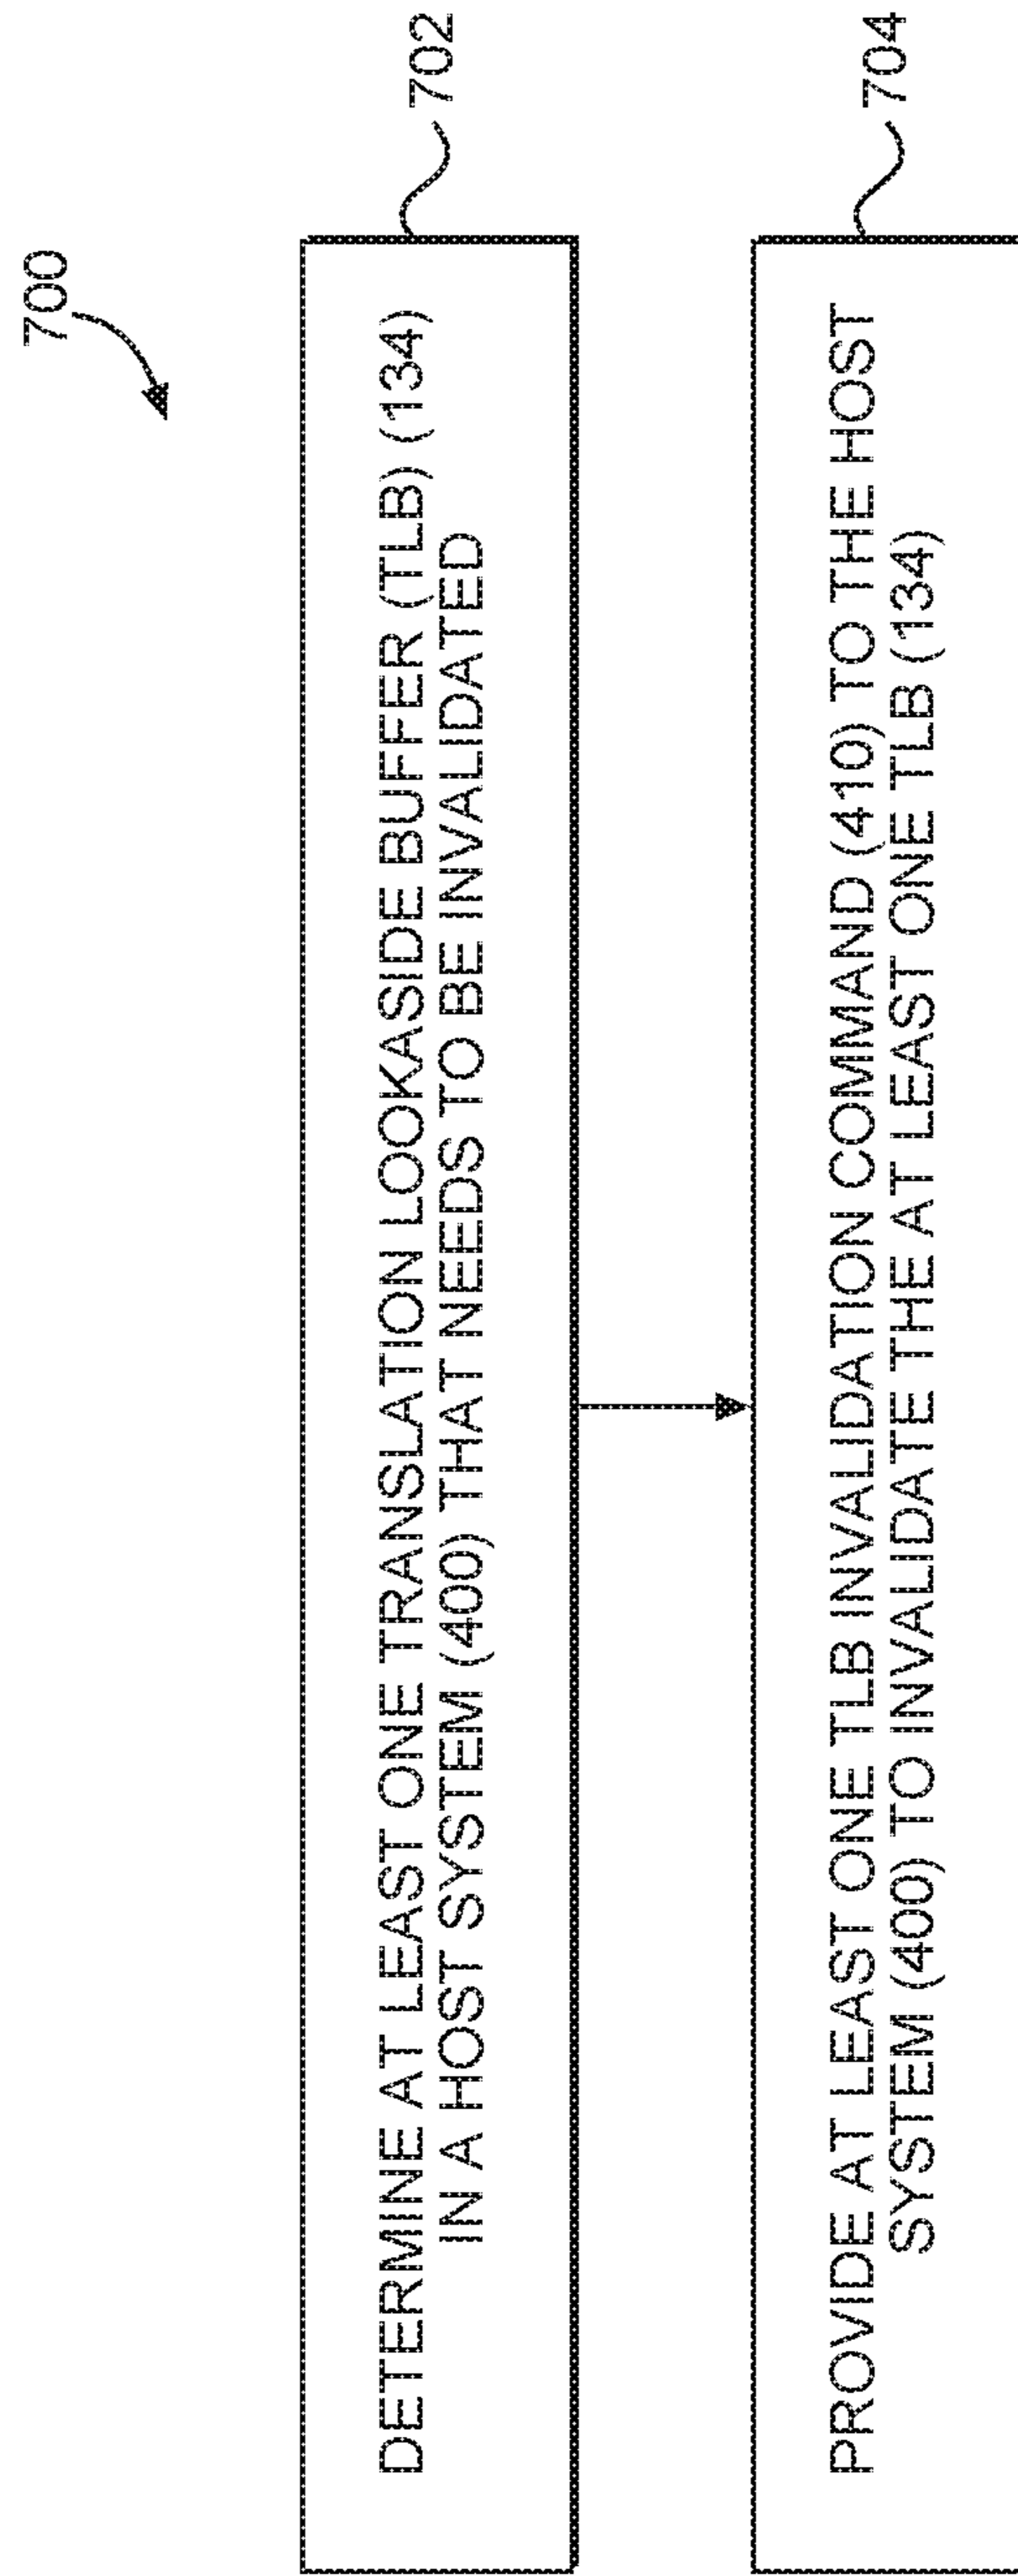 700
DETERMINE AT LEAST ONE TRANSLATION LOOKASIDE BUFFER (TLB) (134)
IN A HOST SYSTEM (400) THAT NEEDS TO BE INVALIDATED
702
PROVIDE AT LEAST ONE TLB INVALIDATION COMMAND (410) TO THE HOST
SYSTEM (400) TO INVALIDATE THE AT LEAST ONE TLB (134)
704